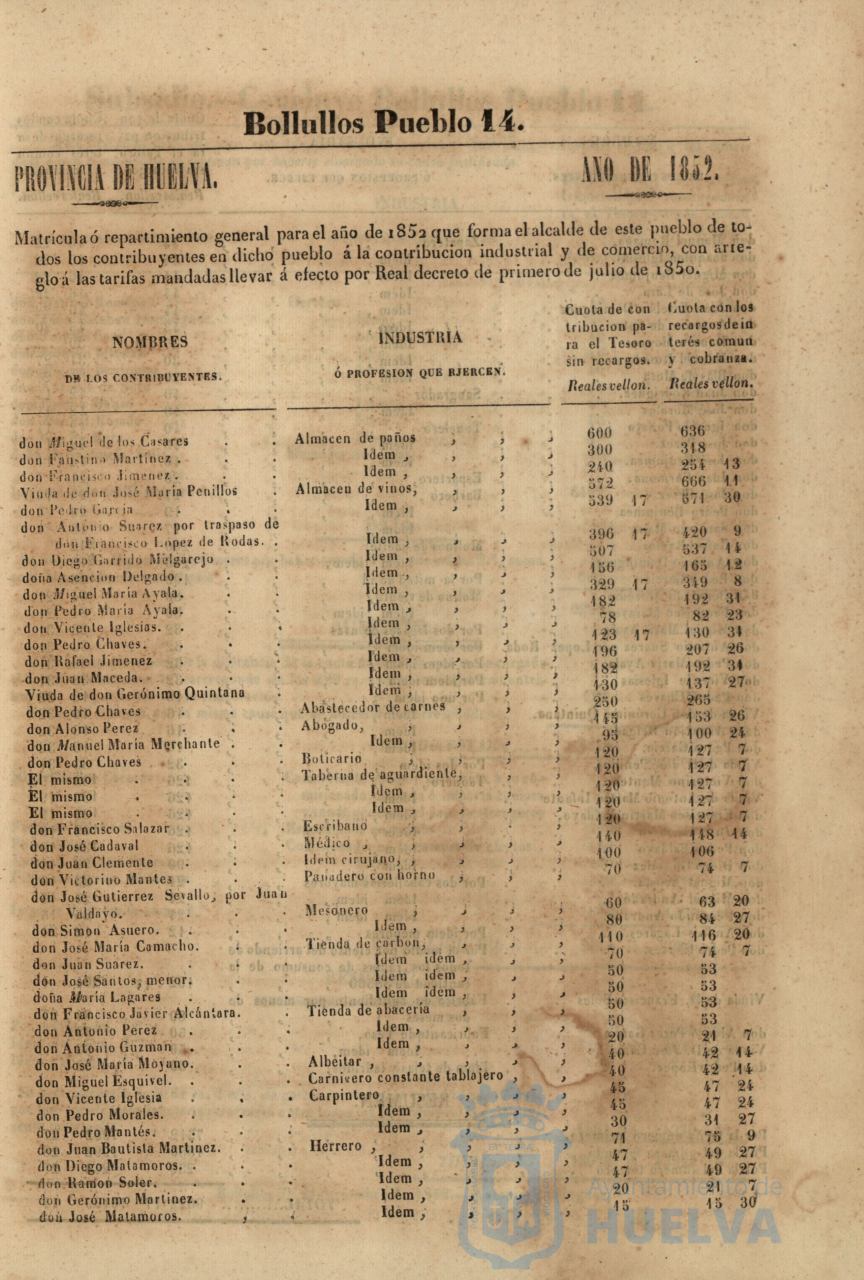 Bollullos Pueblo 14.
PROVINCIA DE HUELVA. AÑO DE 1852.
Matrícula ó repartimiento general para el año de 1852 que forma el alcalde de este pueblo de to-
dos los contribuyentes en dicho pueblo á la contribucion industrial y de comercio, con arre-
glo á las tarifas mandadas llevar á efecto por Real decreto de primero de julio de 1850.
NOMBRES
DE LOS CONTRIBUYENTES.
INDUSTRIA
Ó PROFESION QUE EJERCEN.
Cuota de con
tribucion pa-
ra el Tesoro
sin recargos.
Reales vellon.
Cuota con los
recargos de in
terés comun
y cobranza.
Reales vellon.
don Miguel de los Casares . . Almacen de paños , , , 600 636
don Faustino Martinez . . . Idem , , , , 300 318
don Francisco Jimenez . . . Idem , , , , 240 254 13
Viuda de don José María Penillos . Almacen de vinos, , , , 572 666 11
don Pedro Garcia . . . Idem , , , , 539 17 571 30
don Antonio Suarez por traspaso de
don Francisco Lopez de Rodas. . Idem , , , , 396 17 420 9
don Diego Garrido Melgarejo . . Idem , , , , 507 537 14
doña Asencion Delgado . . . Idem , , , , 156 165 12
don Miguel Maria Ayala. . . Idem , , , , 329 17 349 8
don Pedro Maria Ayala. . . Idem , , , , 182 192 31
don Vicente Iglesias. . . . Idem , , , , 78 82 23
don Pedro Chaves. . . . Idem , , , , 123 17 130 31
don Rafael Jimenez . . . Idem , , , , 196 207 26
don Juan Maceda. . . . Idem , , , , 182 192 31
Viuda de don Gerónimo Quintana . Idem , , , , 130 137 27
don Pedro Chaves . . . Abastecedor de carnes , , , 250 265
don Alonso Perez . . . Abogado, , , , 145 153 26
don Manuel Maria Merchante . . Idem , , , , 95 100 24
don Pedro Chaves . . . Boticario , , , , 120 127 7
El mismo . . . . Taberna de aguardiente, , , 120 127 7
El mismo . . . . Idem , , , , 120 127 7
El mismo . . . . Idem , , , , 120 127 7
don Francisco Salazar . . . Escribano , , , , 120 127 7
don José Cadaval . . . Médico , , , , 140 148 14
don Juan Clemente . . . Idem cirujano, , , , 100 106
don Victorino Mantes . . . Panadero con horno , , , 70 74 7
don José Gutierrez Sevallo, por Juan
Valdayo. . . . Mesonero , , , , 60 63 20
don Simon Asuero. . . . Idem , , , , 80 84 27
don José María Camacho. . . Tienda de carbon, , , , 110 116 20
don Juan Suarez. . . . Idem idem , , , , 70 74 7
don José Santos, menor. . . Idem idem , , , , 50 53
doña María Lagares . . . Idem idem , , , , 50 53
don Francisco Javier Alcántara. . Tienda de abacería , , , 50 53
don Antonio Perez . . . Idem , , , , 50 53
don Antonio Guzman . . . Idem , , , , 20 21 7
don José María Moyano. . . Albéitar , , , , 40 42 14
don Miguel Esquivel. . . . Carnivero constante tablajero , , 40 42 14
don Vicente Iglesia . . . Carpintero , , , , 45 47 24
don Pedro Morales. . . . Idem , , , , 45 47 24
don Pedro Mantés. . . . Idem , , , , 30 31 27
don Juan Bautista Martinez. . . Herrero , , , , 71 75 9
don Diego Matamoros. . . . Idem , , , , 47 49 27
don Ramon Soler. . . . Idem , , , , 47 49 27
don Gerónimo Martinez. . . Idem , , , , 20 21 7
don José Matamoros. , , Idem , , , , 15 15 30
Ayuntamiento de
HUELVA